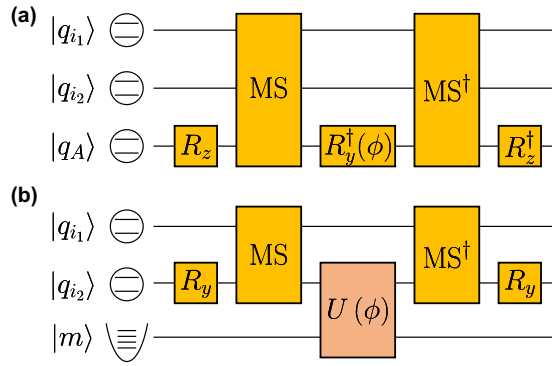 (a)
|q_{i_1}⟩
|q_{i_2}⟩
|q_A⟩ R_z MS R_y^†(ϕ) MS^† R_z^†
(b)
|q_{i_1}⟩
|q_{i_2}⟩ R_y MS U(ϕ) MS^† R_y
|m⟩